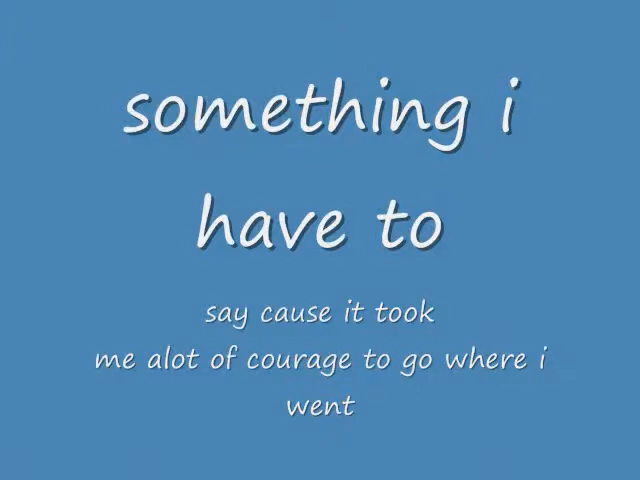 something i
have to
say cause it took
me alot of courage to go where i
went